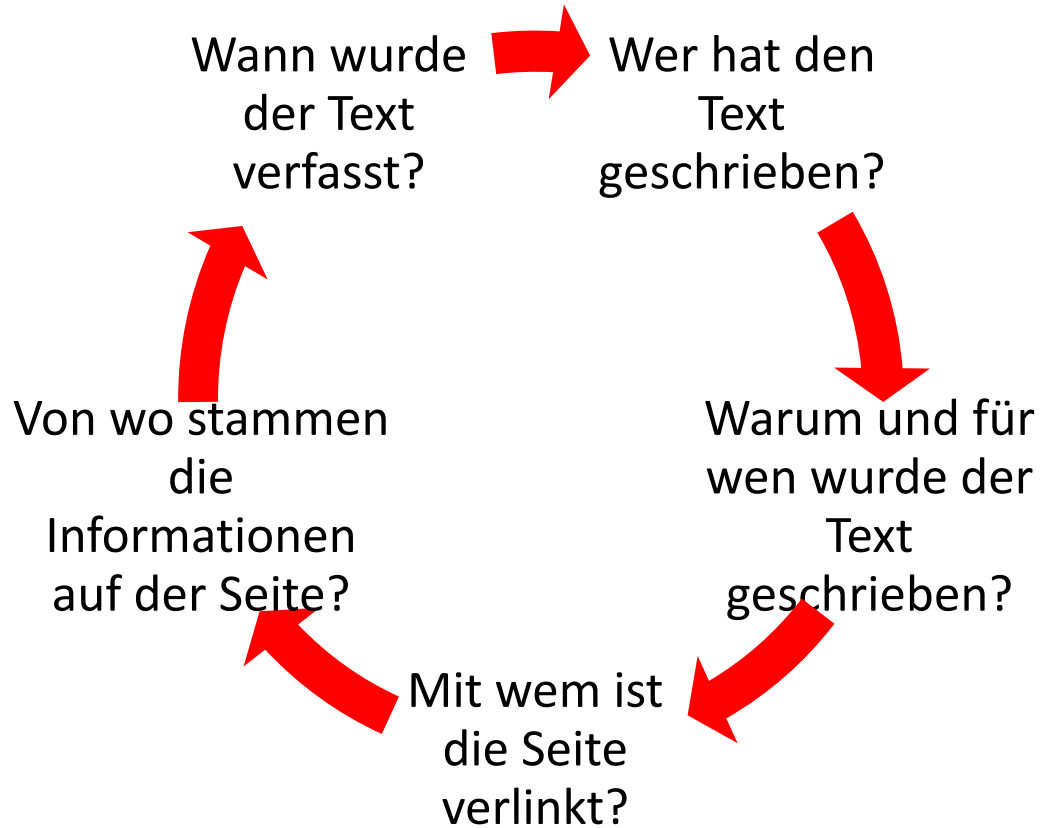 Wann wurde
der Text
verfasst?
Wer hat den
Text
geschrieben?
Warum und für
wen wurde der
Text
geschrieben?
Mit wem ist
die Seite
verlinkt?
Von wo stammen
die
Informationen
auf der Seite?